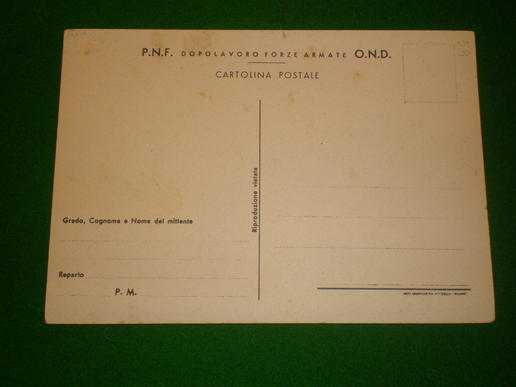 P.N.F. DOPOLAVORO FORZE ARMATE O.N.D.
CARTOLINA POSTALE
Riproduzione vietata
Grado, Cognome e Nome del mittente
Reparto
P. M.